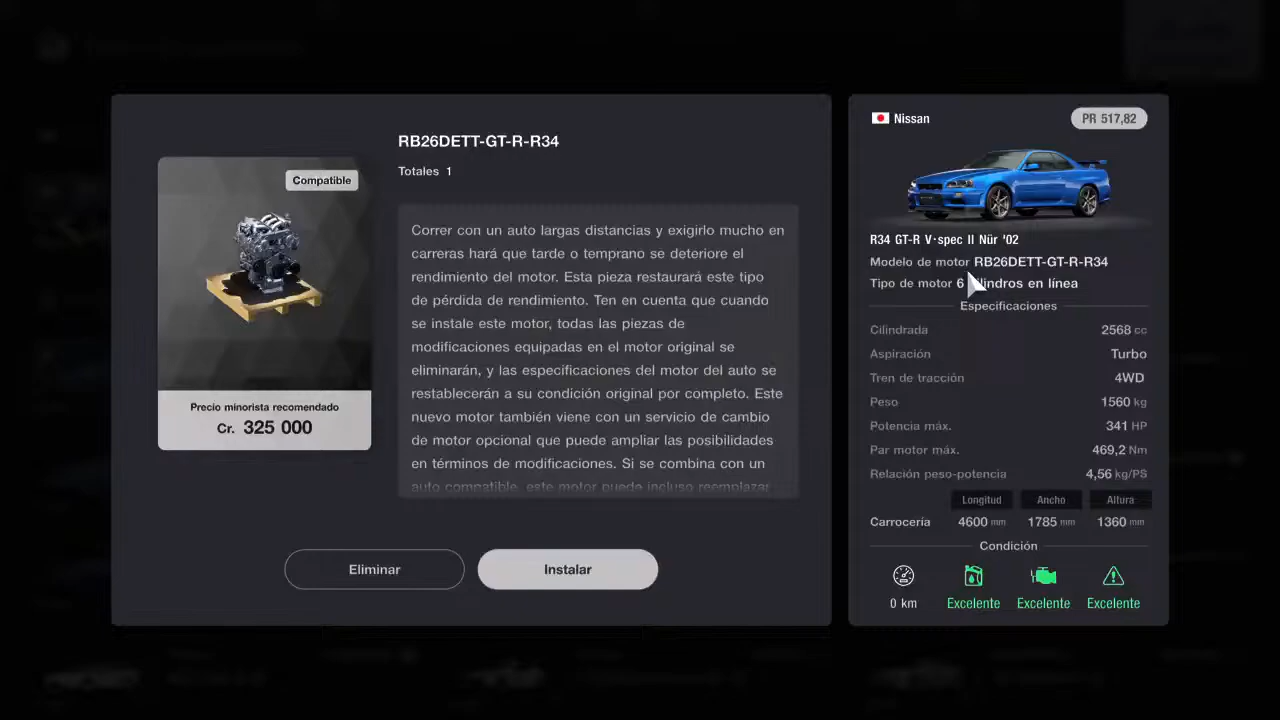 RB26DETT-GT-R-R34
Totales 1
Compatible
Precio minorista recomendado
Cr. 325 000
Correr con un auto largas distancias y exigirlo mucho en
carreras hará que tarde o temprano se deteriore el
rendimiento del motor. Esta pieza restaurará este tipo
de pérdida de rendimiento. Ten en cuenta que cuando
se instale este motor, todas las piezas de
modificaciones equipadas en el motor original se
eliminarán, y las especificaciones del motor del auto se
restablecerán a su condición original por completo. Este
nuevo motor también viene con un servicio de cambio
de motor opcional que puede ampliar las posibilidades
en términos de modificaciones. Si se combina con un
auto compatible, este motor puede incluso reemplazar
Eliminar
Instalar
Nissan
PR 517,82
R34 GT-R V·spec II Nür '02
Modelo de motor RB26DETT-GT-R-R34
Tipo de motor 6 en línea
Especificaciones
Cilindrada 2568 cc
Aspiración Turbo
Tren de tracción 4WD
Peso 1560 kg
Potencia máx. 341 HP
Par motor máx. 469,2 Nm
Relación peso-potencia 4,56 kg/PS
Longitud Ancho Altura
Carrocería 4600 mm 1785 mm 1360 mm
Condición
0 km Excelente Excelente Excelente